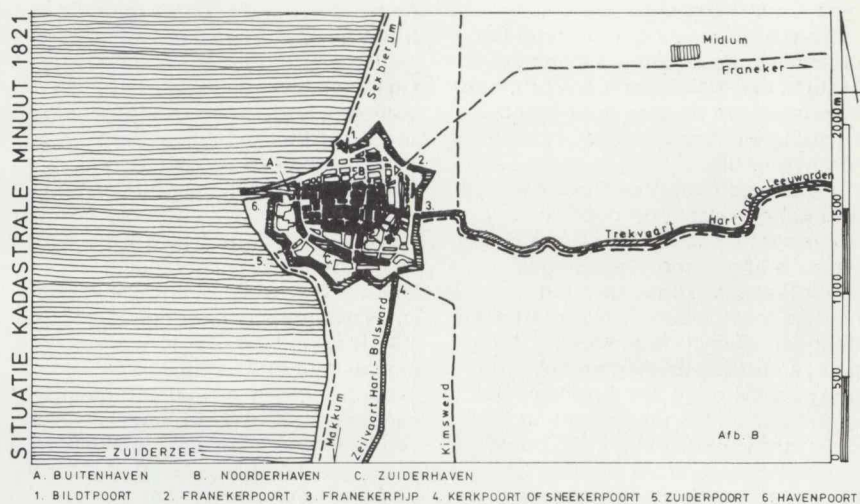 SITUATIE KADASTRALE MINUUT 1821
Sexbierum
Midlum
Franeker
2000m
1.
A.
B.
2.
6.
3.
Harlingen-Leeuwarden
Trekvaart
1500
5.
C.
4.
1000
Zeilvaart Harl.- Bolsward
500
Makkum
Kimswerd
Afb. B
ZUIDERZEE
0
A. BUITENHAVEN B. NOORDERHAVEN C. ZUIDERHAVEN
1. BILDTPOORT 2. FRANEKERPOORT 3. FRANEKERPIJP 4. KERKPOORT OF SNEEKERPOORT 5. ZUIDERPOORT 6. HAVENPOORT